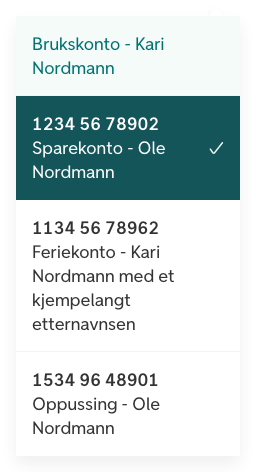 Brukskonto - Kari
Nordmann
1234 56 78902
Sparekonto - Ole
Nordmann
1134 56 78962
Feriekonto - Kari
Nordmann med et
kjempelangt
etternavnsen
1534 96 48901
Oppussing - Ole
Nordmann